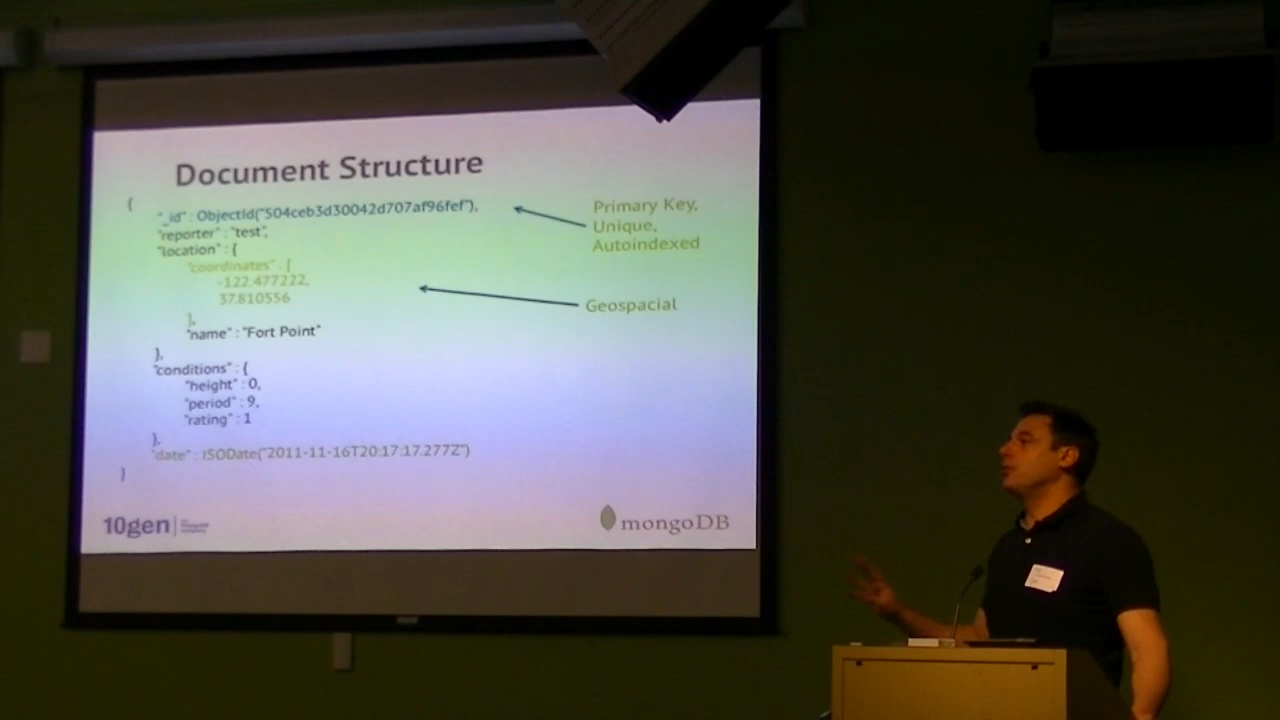 Document Structure
{
"_id" : ObjectId("504ceb3d30042d707af96fef"),
"reporter" : "test",
"location" : {
"coordinates" : [
-122.477222,
37.810556
],
"name" : "Fort Point"
},
"conditions" : {
"height" : 0,
"period" : 9,
"rating" : 1
},
"date" : ISODate("2011-11-16T20:17:17.277Z")
}
Primary Key,
Unique,
Autoindexed
Geospacial
10gen
mongoDB